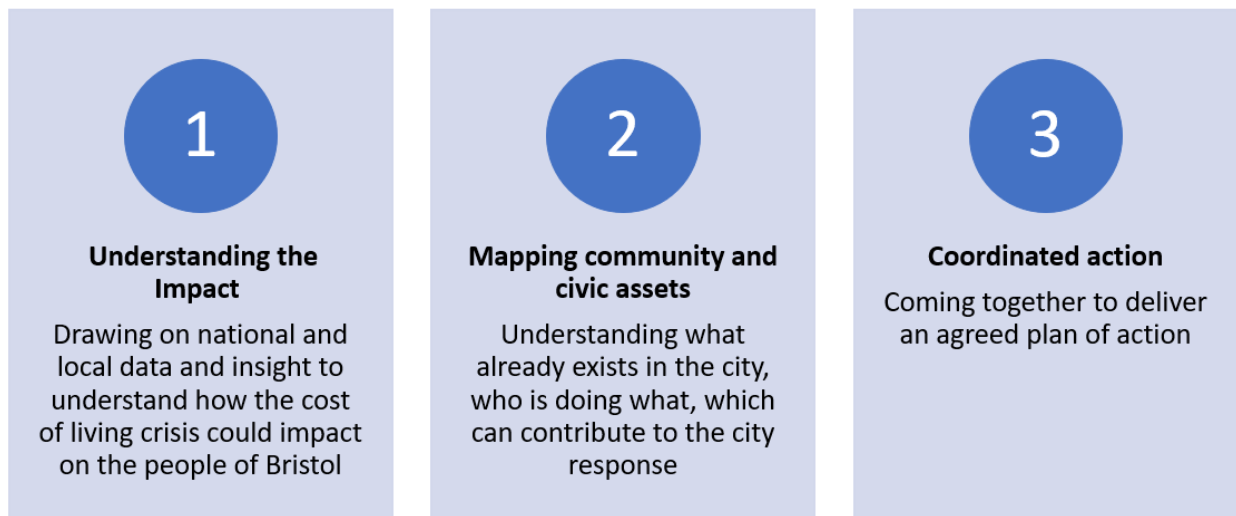 1
Understanding the
Impact
Drawing on national and
local data and insight to
understand how the cost
of living crisis could impact
on the people of Bristol
2
Mapping community and
civic assets
Understanding what
already exists in the city,
who is doing what, which
can contribute to the city
response
3
Coordinated action
Coming together to deliver
an agreed plan of action